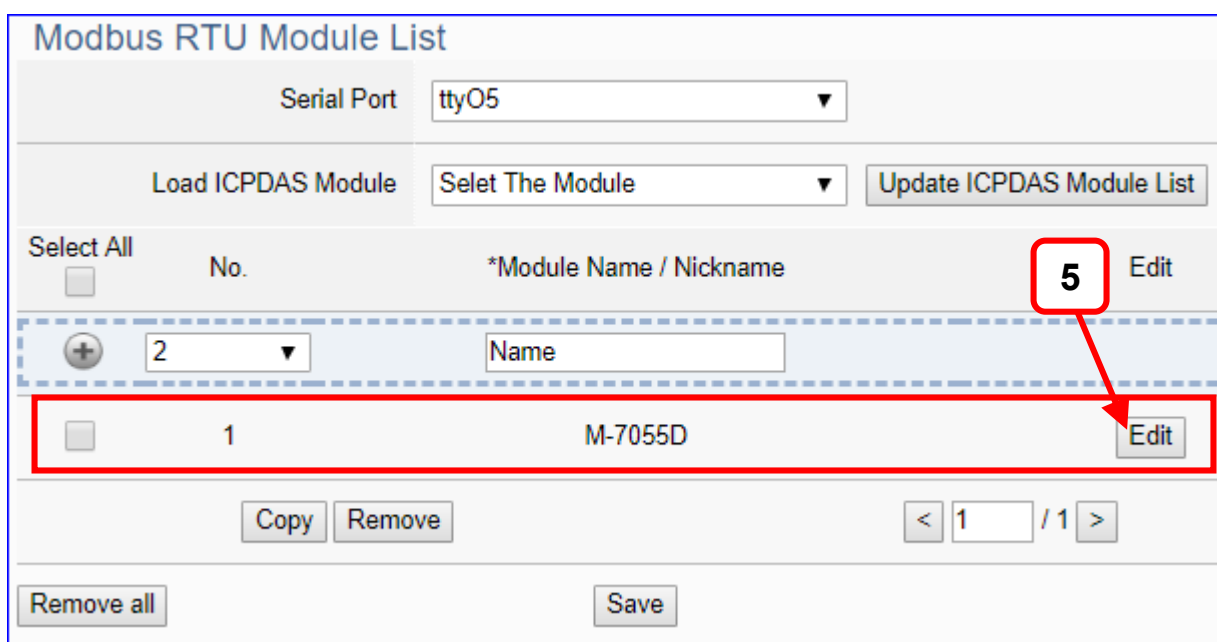 Modbus RTU Module List
Serial Port ttyO5
Load ICPDAS Module Selet The Module Update ICPDAS Module List
Select All No. *Module Name / Nickname 5 Edit
2 Name
1 M-7055D Edit
Copy Remove < 1 / 1 >
Remove all Save